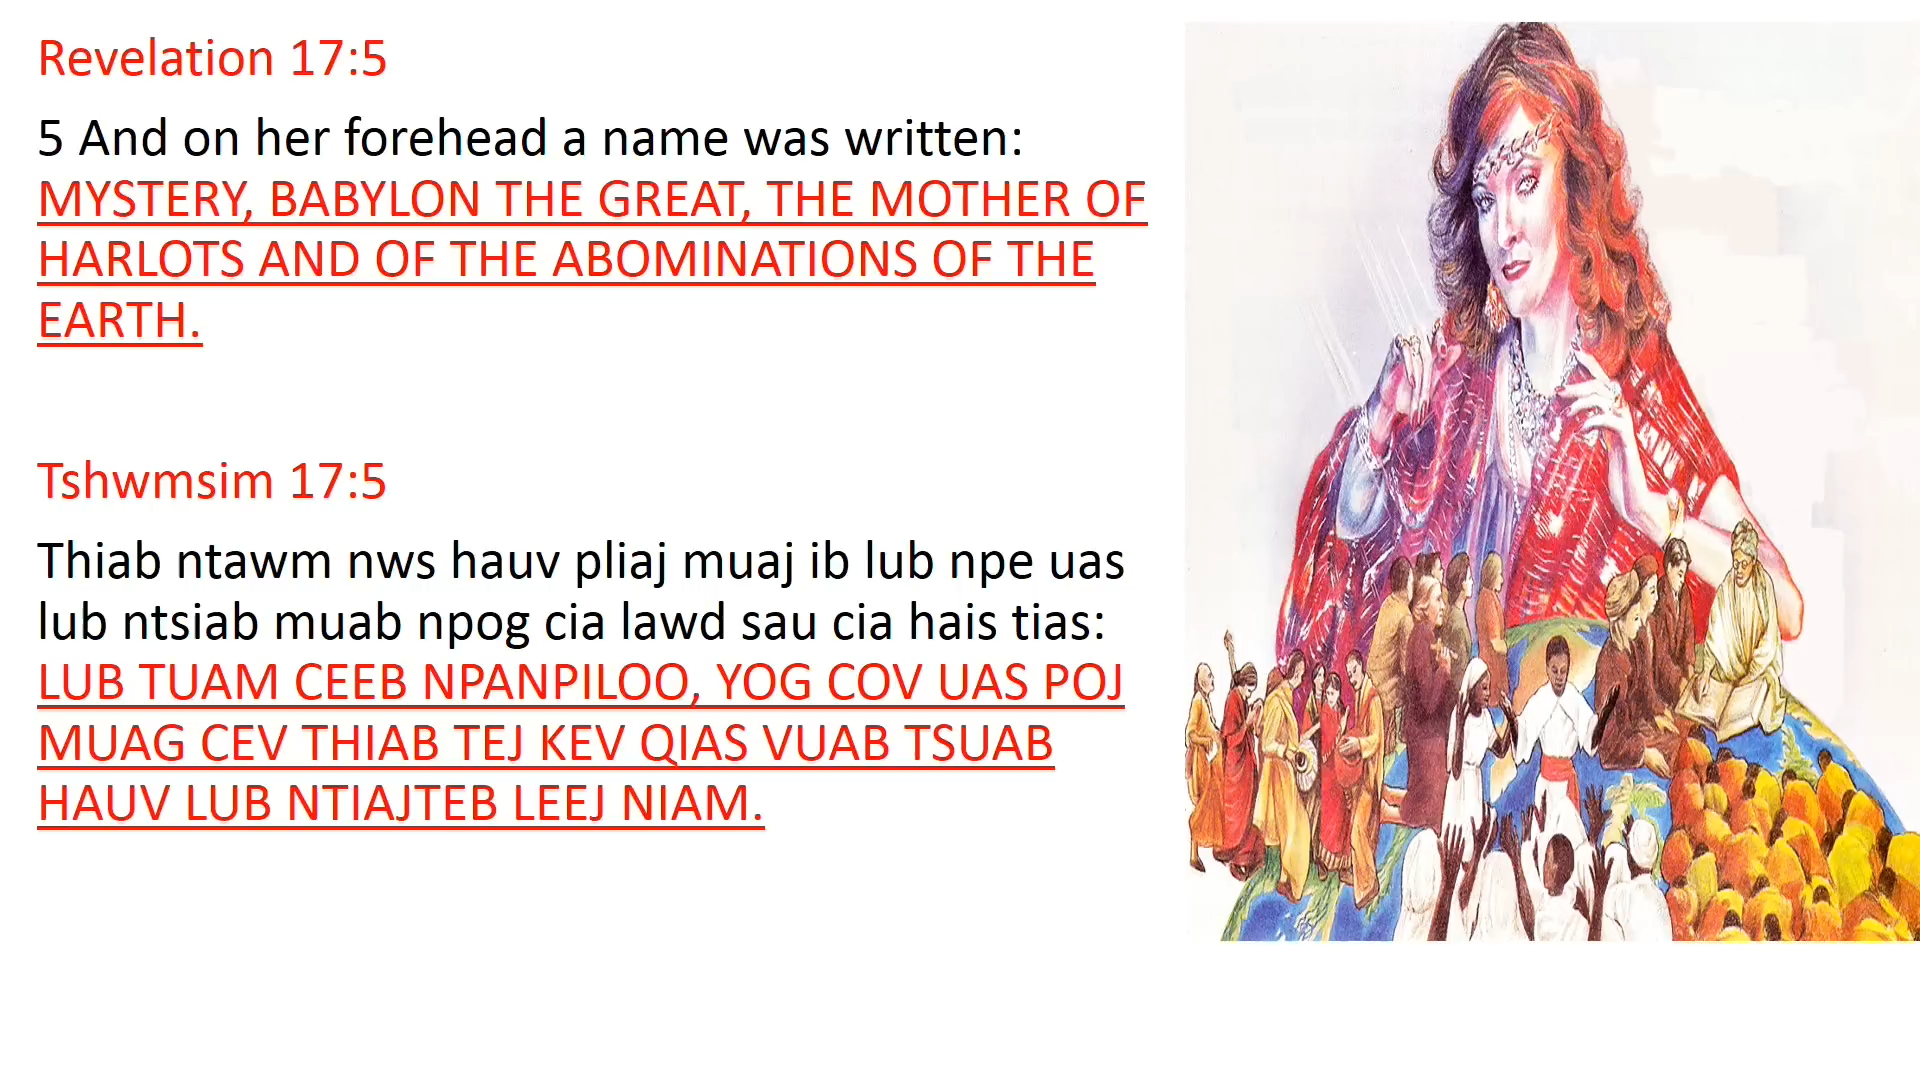 Revelation 17:5
5 And on her forehead a name was written:
MYSTERY, BABYLON THE GREAT, THE MOTHER OF
HARLOTS AND OF THE ABOMINATIONS OF THE
EARTH.
Tshwmsim 17:5
Thiab ntawm nws hauv pliaj muaj ib lub npe uas
lub ntsiab muab npog cia lawd sau cia hais tias:
LUB TUAM CEEB NPANPILOO, YOG COV UAS POJ
MUAG CEV THIAB TEJ KEV QIAS VUAB TSUAB
HAUV LUB NTIAJTEB LEEJ NIAM.